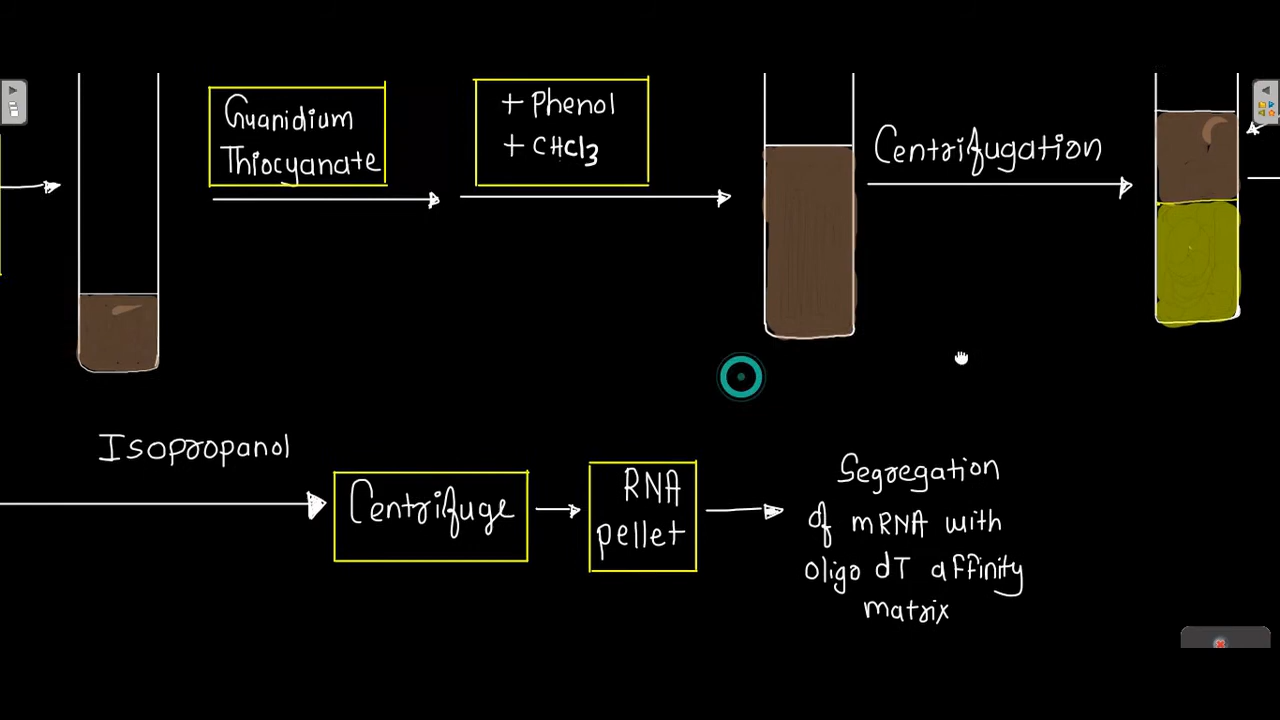 Guanidium
Thiocyanate
+ Phenol
+ CHCl3
Centrifugation
Isopropanol
Centrifuge
RNA
pellet
Segregation
of mRNA with
oligo dT affinity
matrix